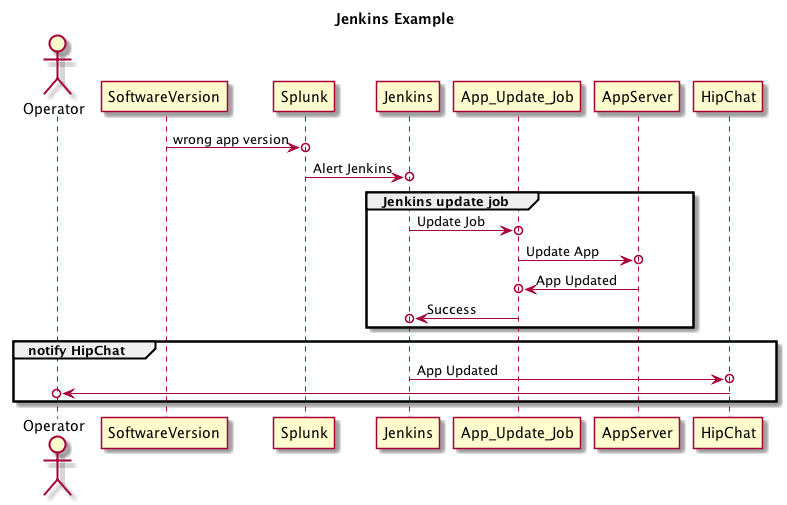 Jenkins Example
Operator
SoftwareVersion
Splunk
Jenkins
App_Update_Job
AppServer
HipChat
wrong app version
Alert Jenkins
Jenkins update job
Update Job
Update App
App Updated
Success
notify HipChat
App Updated
Operator
SoftwareVersion
Splunk
Jenkins
App_Update_Job
AppServer
HipChat